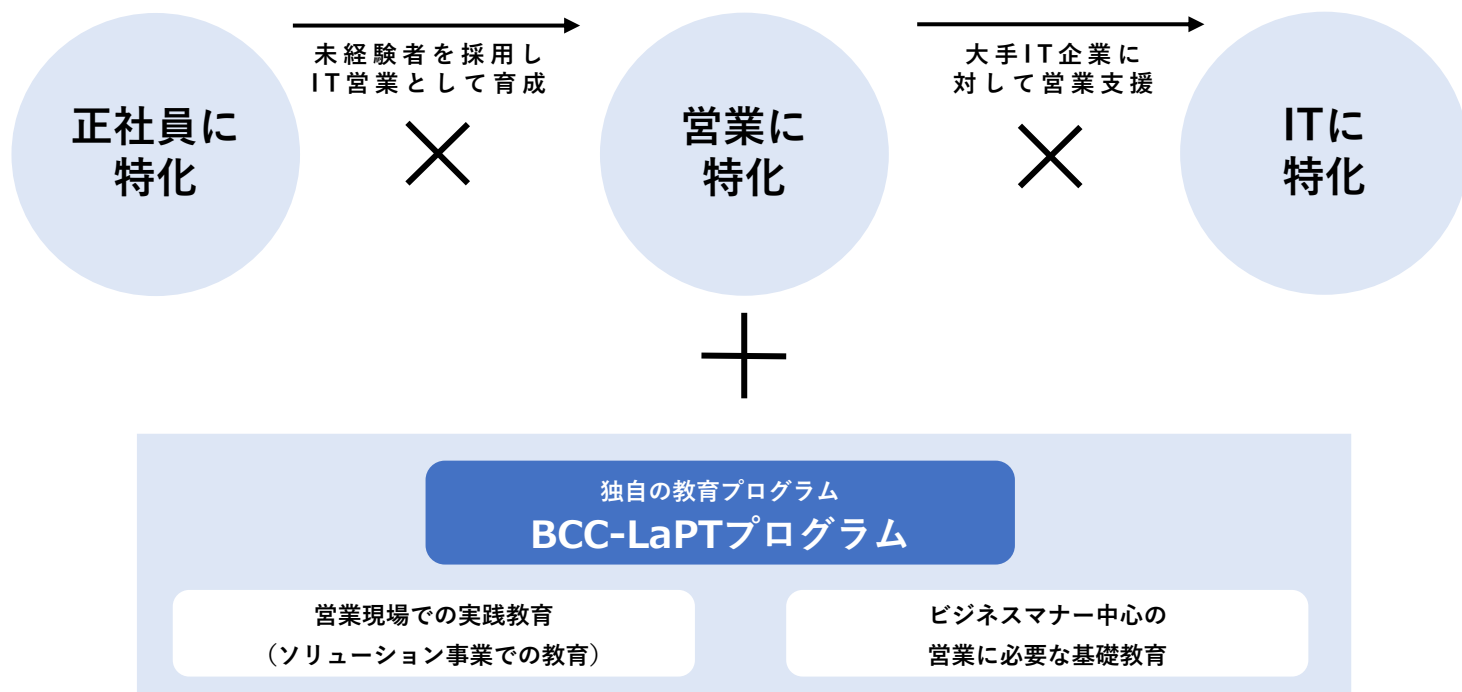 正社員に
特化
未経験者を採用し
IT営業として育成
営業に
特化
大手IT企業に
対して営業支援
ITに
特化
独自の教育プログラム
BCC-LaPTプログラム
営業現場での実践教育
（ソリューション事業での教育）
ビジネスマナー中心の
営業に必要な基礎教育